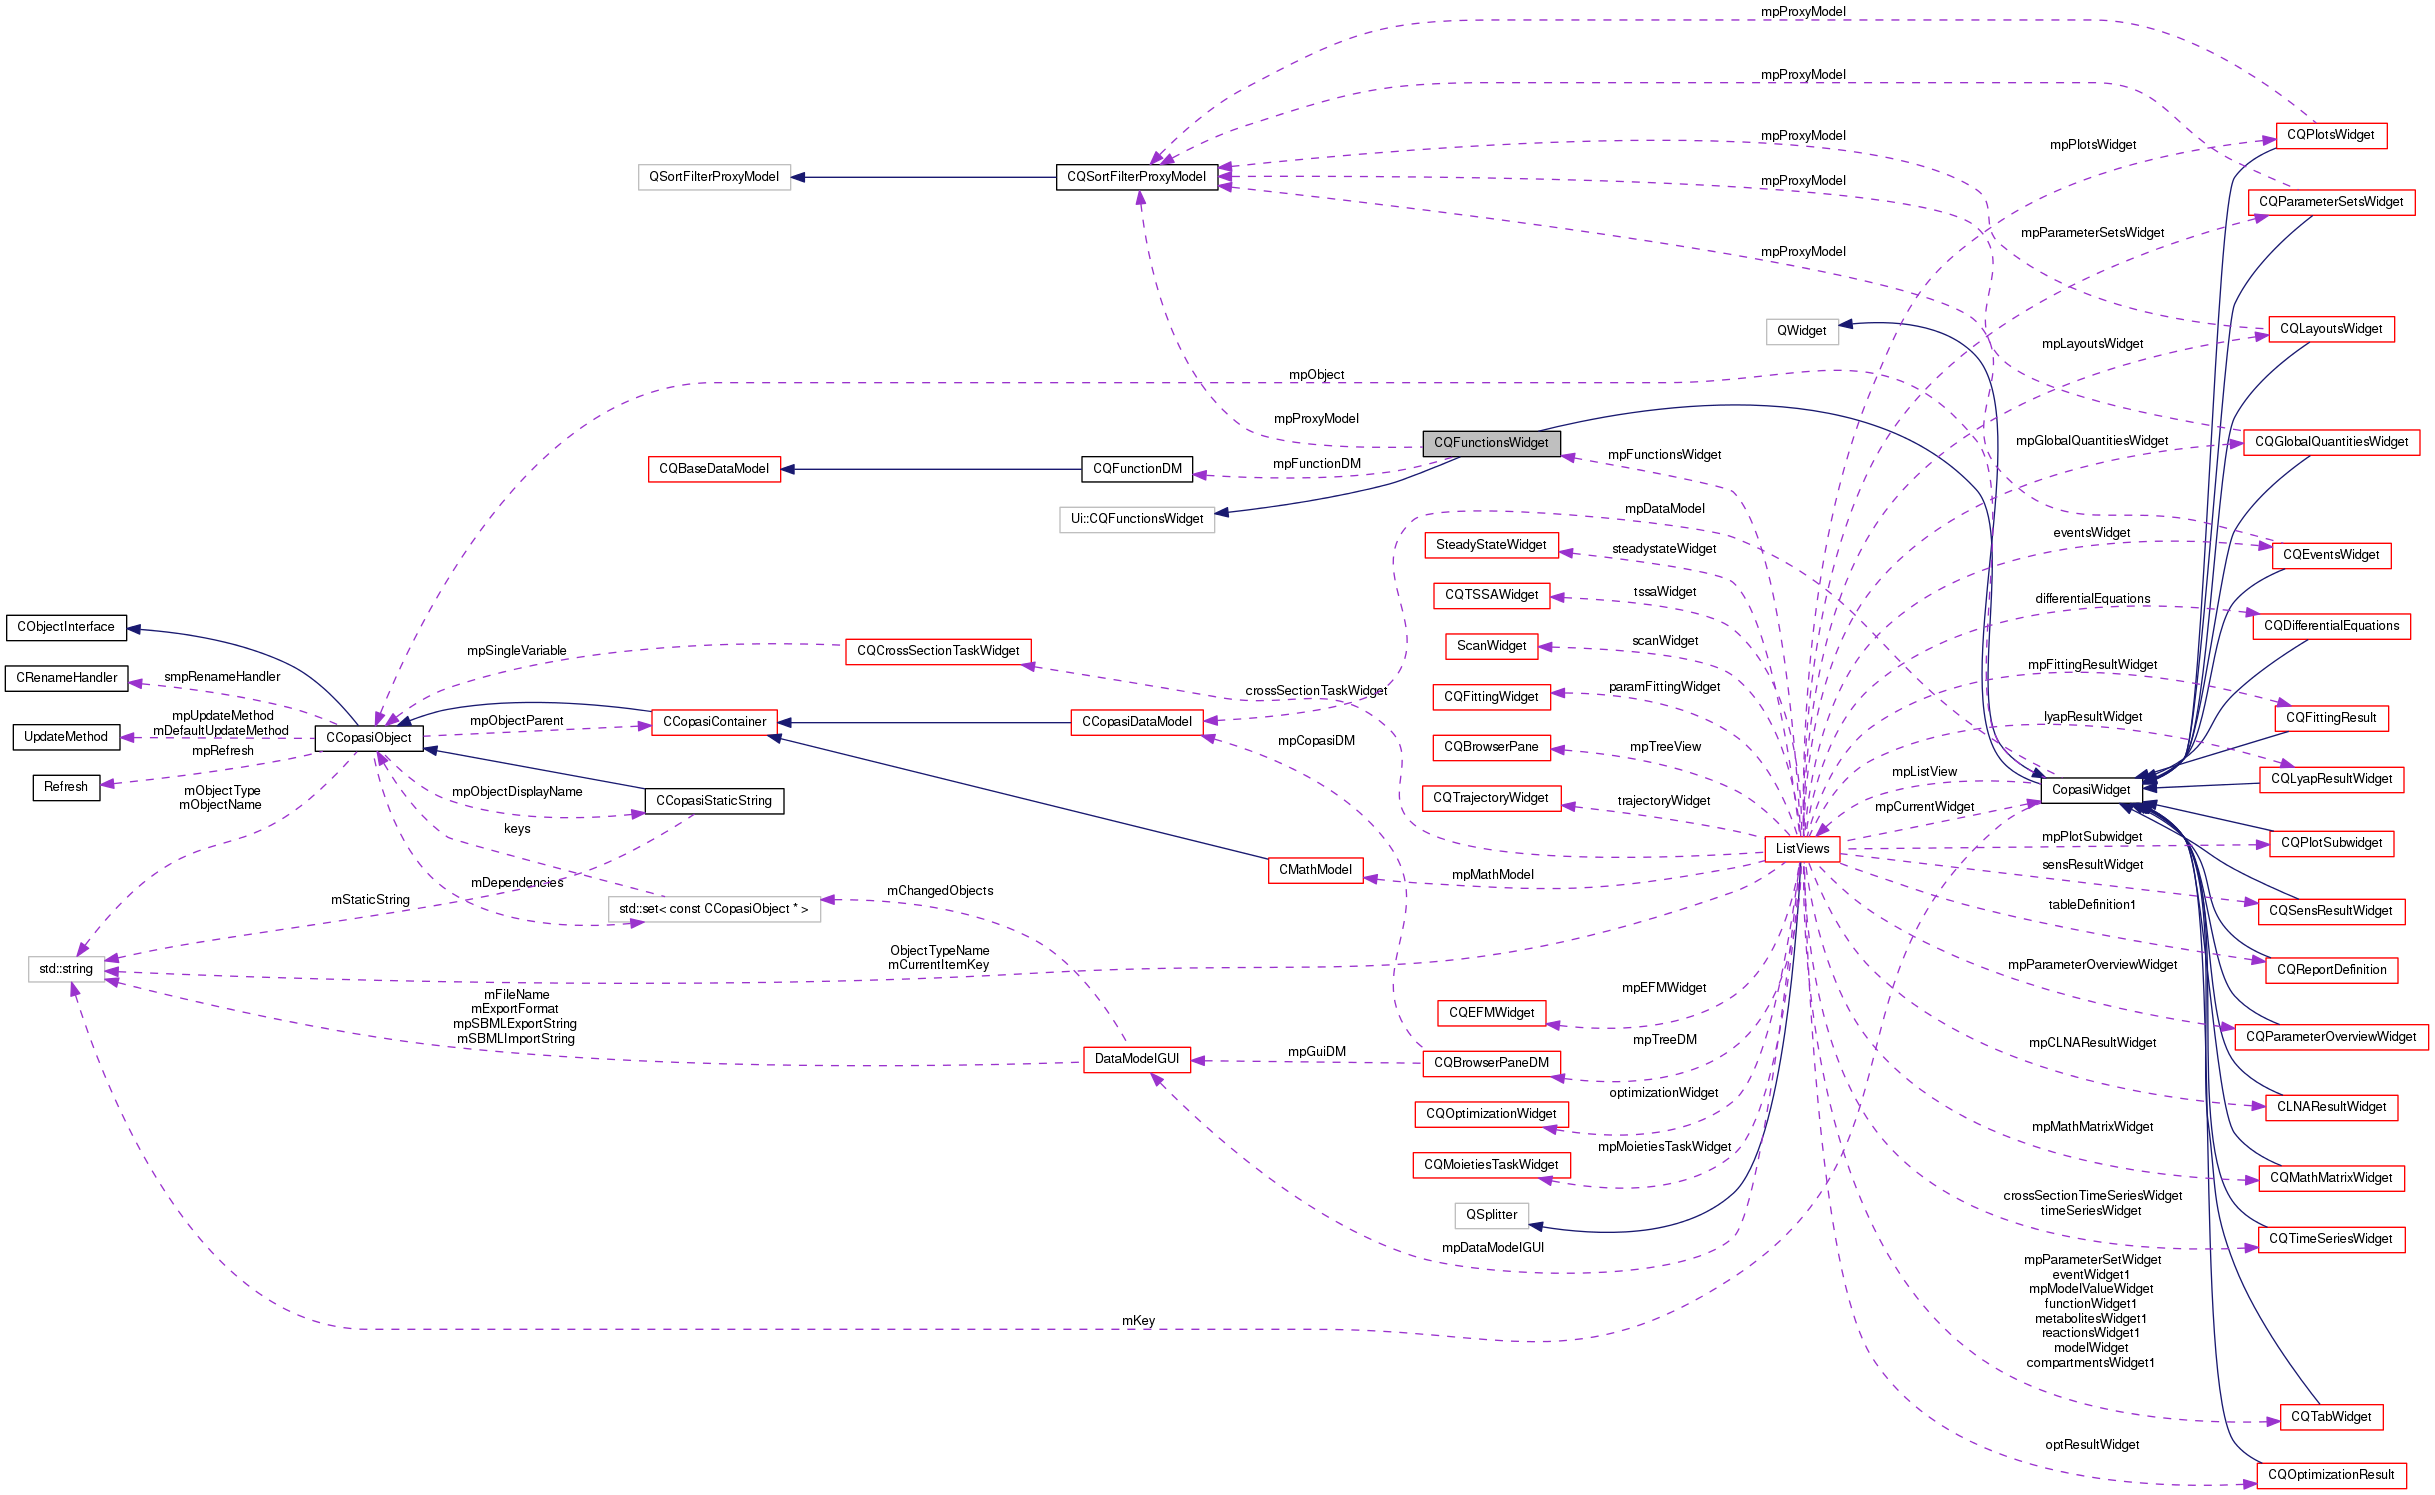 mpProxyModel
mpProxyModel
CQPlotsWidget
mpProxyModel
mpPlotsWidget
QSortFilterProxyModel
CQSortFilterProxyModel
mpProxyModel
CQParameterSetsWidget
mpParameterSetsWidget
mpProxyModel
QWidget
CQLayoutsWidget
mpLayoutsWidget
mpObject
mpProxyModel
CQFunctionsWidget
mpGlobalQuantitiesWidget
CQGlobalQuantitiesWidget
mpFunctionsWidget
CQBaseDataModel
CQFunctionDM
mpFunctionDM
mpDataModel
Ui::CQFunctionsWidget
eventsWidget
SteadyStateWidget
steadystateWidget
CQEventsWidget
CQTSSAWidget
tssaWidget
differentialEquations
CObjectInterface
CQDifferentialEquations
ScanWidget
scanWidget
mpSingleVariable
CQCrossSectionTaskWidget
mpFittingResultWidget
CRenameHandler
smpRenameHandler
crossSectionTaskWidget
CQFittingWidget
paramFittingWidget
mpUpdateMethod
mDefaultUpdateMethod
mpObjectParent
CCopasiContainer
CCopasiDataModel
lyapResultWidget
CQFittingResult
UpdateMethod
CCopasiObject
mpCopasiDM
CQBrowserPane
mpTreeView
mpRefresh
mpListView
CQLyapResultWidget
Refresh
mObjectType
mObjectName
mpObjectDisplayName
CCopasiStaticString
CQTrajectoryWidget
trajectoryWidget
mpCurrentWidget
CopasiWidget
keys
mpPlotSubwidget
CQPlotSubwidget
ListViews
CMathModel
mpMathModel
sensResultWidget
mDependencies
mChangedObjects
mStaticString
std::set< const CCopasiObject * >
tableDefinition1
CQSensResultWidget
ObjectTypeName
mCurrentItemKey
std::string
mpParameterOverviewWidget
CQReportDefinition
mFileName
mExportFormat
mpSBMLExportString
mSBMLImportString
mpEFMWidget
CQEFMWidget
mpTreeDM
mpCLNAResultWidget
CQParameterOverviewWidget
DataModelGUI
mpGuiDM
CQBrowserPaneDM
optimizationWidget
CQOptimizationWidget
CLNAResultWidget
mpMathMatrixWidget
mpMoietiesTaskWidget
CQMoietiesTaskWidget
CQMathMatrixWidget
crossSectionTimeSeriesWidget
timeSeriesWidget
QSplitter
CQTimeSeriesWidget
mpDataModelGUI
mpParameterSetWidget
eventWidget1
mpModelValueWidget
functionWidget1
metabolitesWidget1
reactionsWidget1
modelWidget
compartmentsWidget1
mKey
CQTabWidget
optResultWidget
CQOptimizationResult